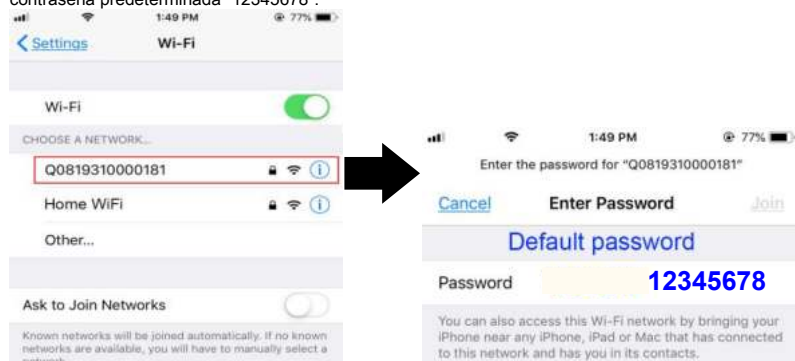 contraseña predeterminada "12345678".
1:49 PM
77%
Settings
Wi-Fi
Wi-Fi
CHOOSE A NETWORK...
Q0819310000181
Home WiFi
Other...
Ask to Join Networks
Known networks will be joined automatically. If no known
networks are available, you will have to manually select a
network.
1:49 PM
77%
Enter the password for "Q0819310000181"
Cancel
Enter Password
Join
Default password
Password
12345678
You can also access this Wi-Fi network by bringing your
iPhone near any iPhone, iPad or Mac that has connected
to this network and has you in its contacts.